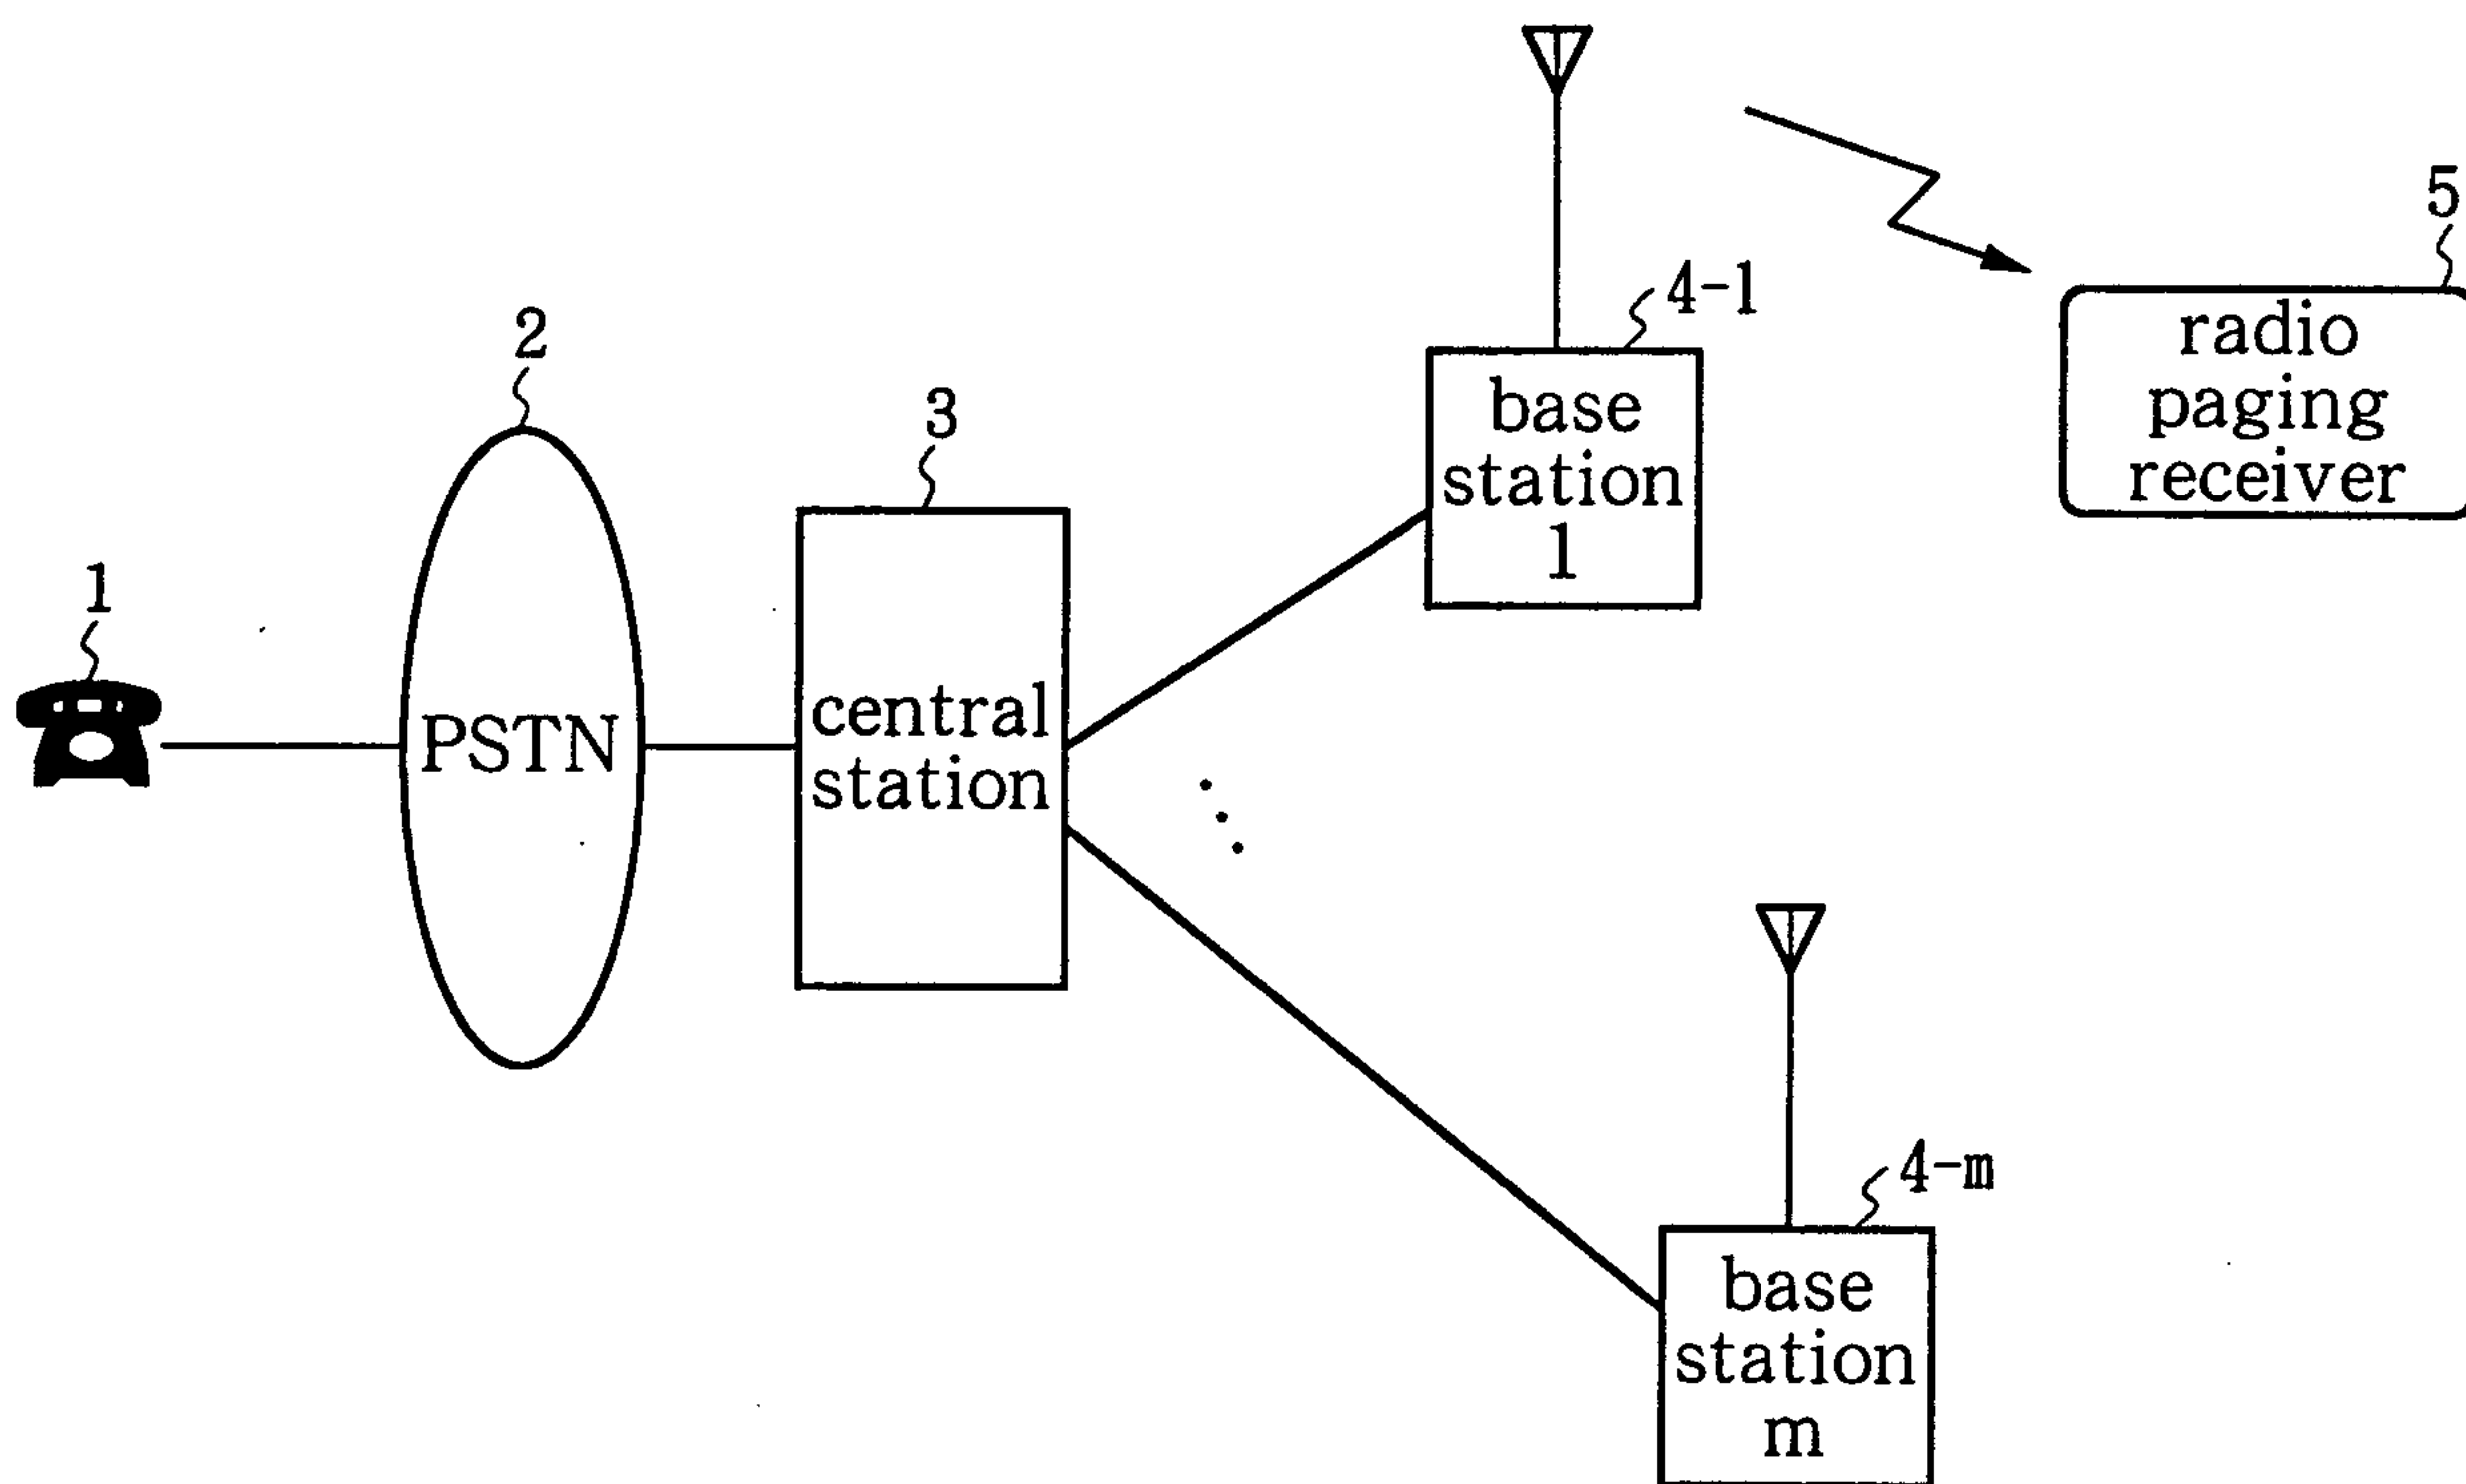 1
2
PSTN
3
central
station
4-1
base
station
1
5
radio
paging
receiver
4-m
base
station
m